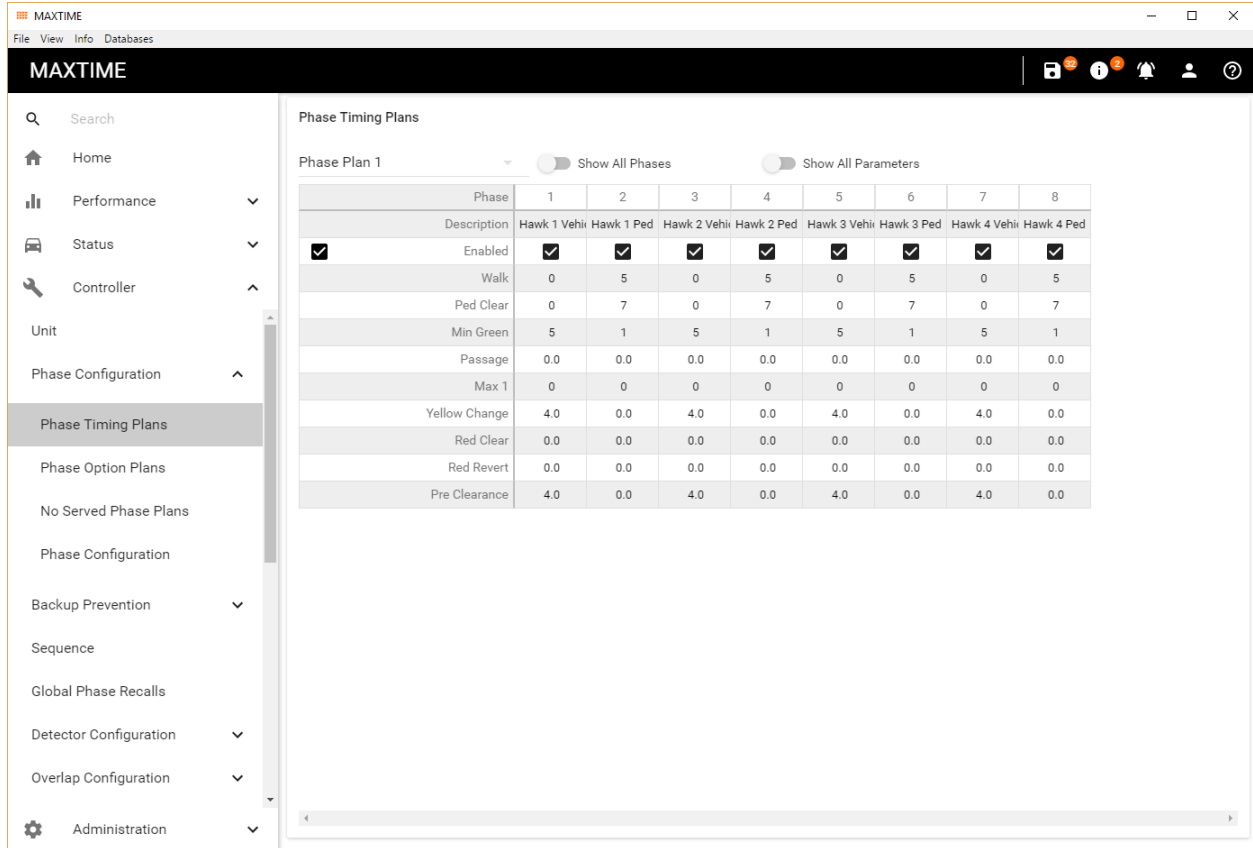 MAXTIME
File View Info Databases
MAXTIME
32
2
Search
Home
Performance
Status
Controller
Unit
Phase Configuration
Phase Timing Plans
Phase Option Plans
No Served Phase Plans
Phase Configuration
Backup Prevention
Sequence
Global Phase Recalls
Detector Configuration
Overlap Configuration
Administration
Phase Timing Plans
Phase Plan 1 Show All Phases Show All Parameters
Phase 1 2 3 4 5 6 7 8
Description Hawk 1 Vehi Hawk 1 Ped Hawk 2 Vehi Hawk 2 Ped Hawk 3 Vehi Hawk 3 Ped Hawk 4 Vehi Hawk 4 Ped
Enabled
Walk 0 5 0 5 0 5 0 5
Ped Clear 0 7 0 7 0 7 0 7
Min Green 5 1 5 1 5 1 5 1
Passage 0.0 0.0 0.0 0.0 0.0 0.0 0.0 0.0
Max 1 0 0 0 0 0 0 0 0
Yellow Change 4.0 0.0 4.0 0.0 4.0 0.0 4.0 0.0
Red Clear 0.0 0.0 0.0 0.0 0.0 0.0 0.0 0.0
Red Revert 0.0 0.0 0.0 0.0 0.0 0.0 0.0 0.0
Pre Clearance 4.0 0.0 4.0 0.0 4.0 0.0 4.0 0.0